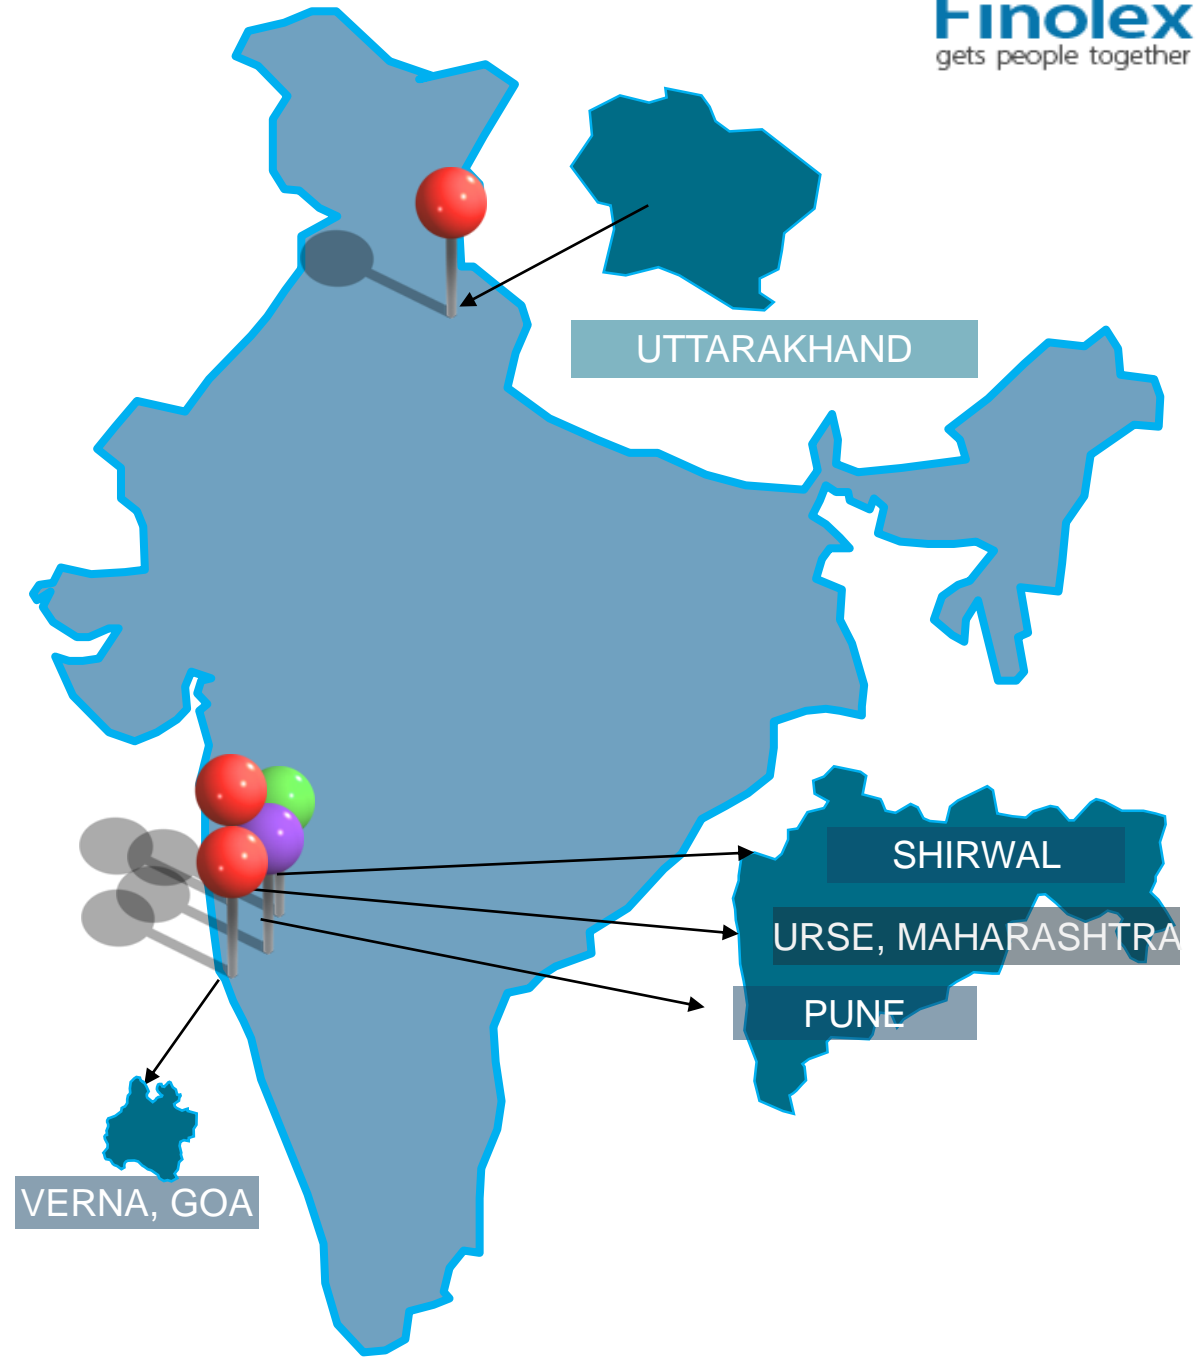 Finolex
gets people together
UTTARAKHAND
SHIRWAL
URSE, MAHARASHTRA
PUNE
VERNA, GOA